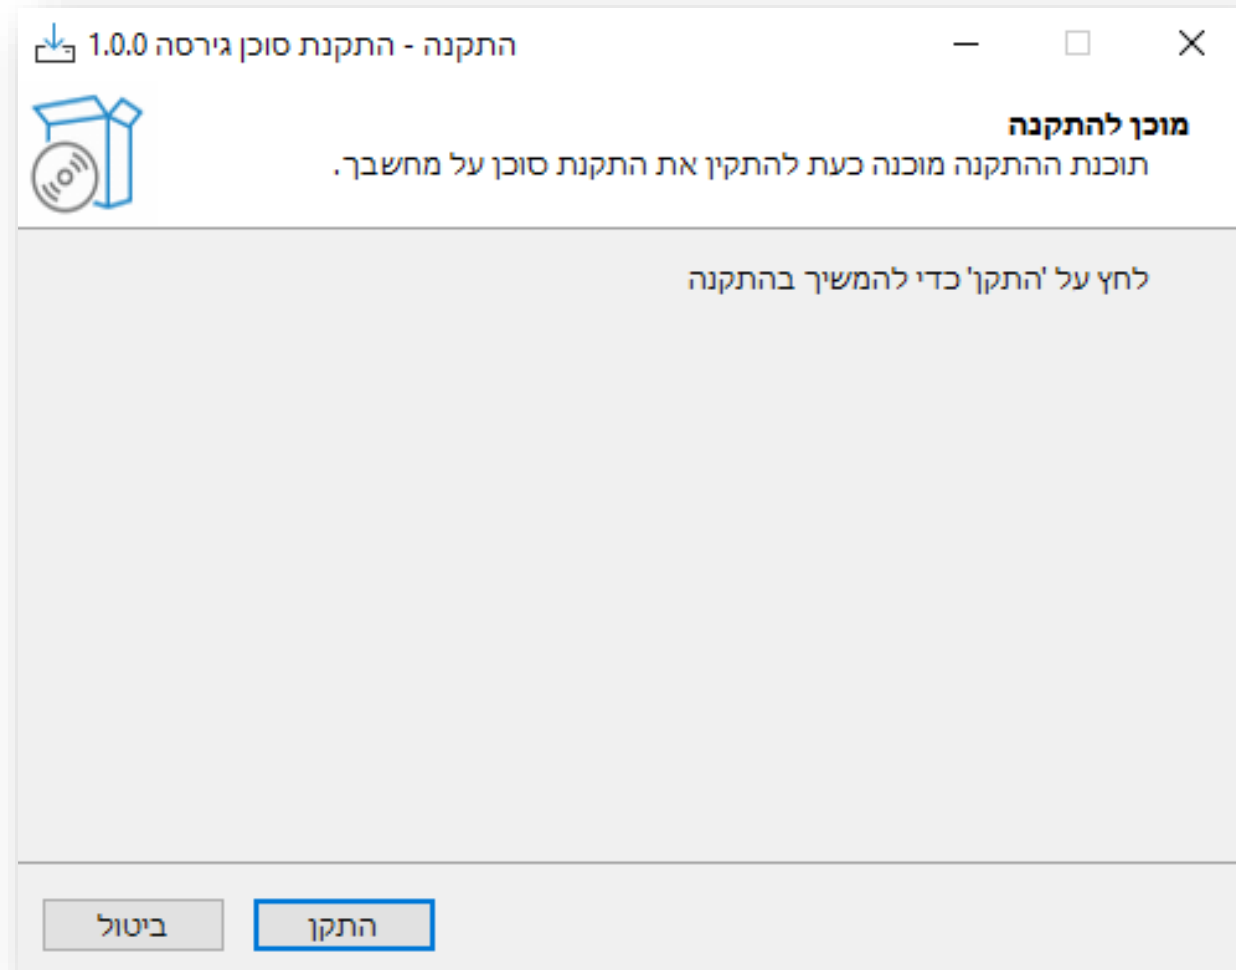 התקנה - התקנת סוכן גירסה 1.0.0
מוכן להתקנה
תוכנת ההתקנה מוכנה כעת להתקין את התקנת סוכן על מחשבך.
לחץ על 'התקן' כדי להמשיך בהתקנה
התקן
ביטול